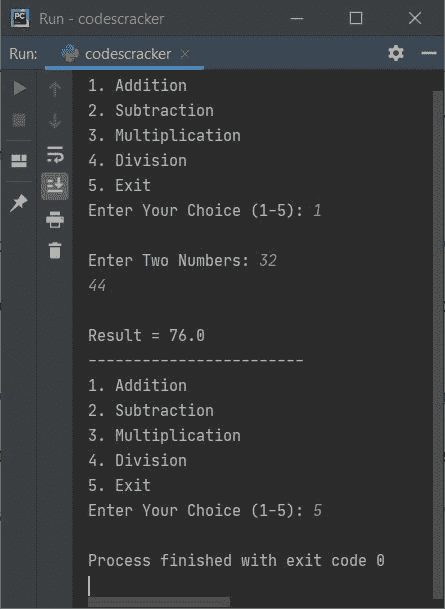 PC
Run - codescracker
Run: codescracker
1. Addition
2. Subtraction
3. Multiplication
4. Division
5. Exit
Enter Your Choice (1-5): 1
Enter Two Numbers: 32
44
Result = 76.0
------------------------
1. Addition
2. Subtraction
3. Multiplication
4. Division
5. Exit
Enter Your Choice (1-5): 5
Process finished with exit code 0